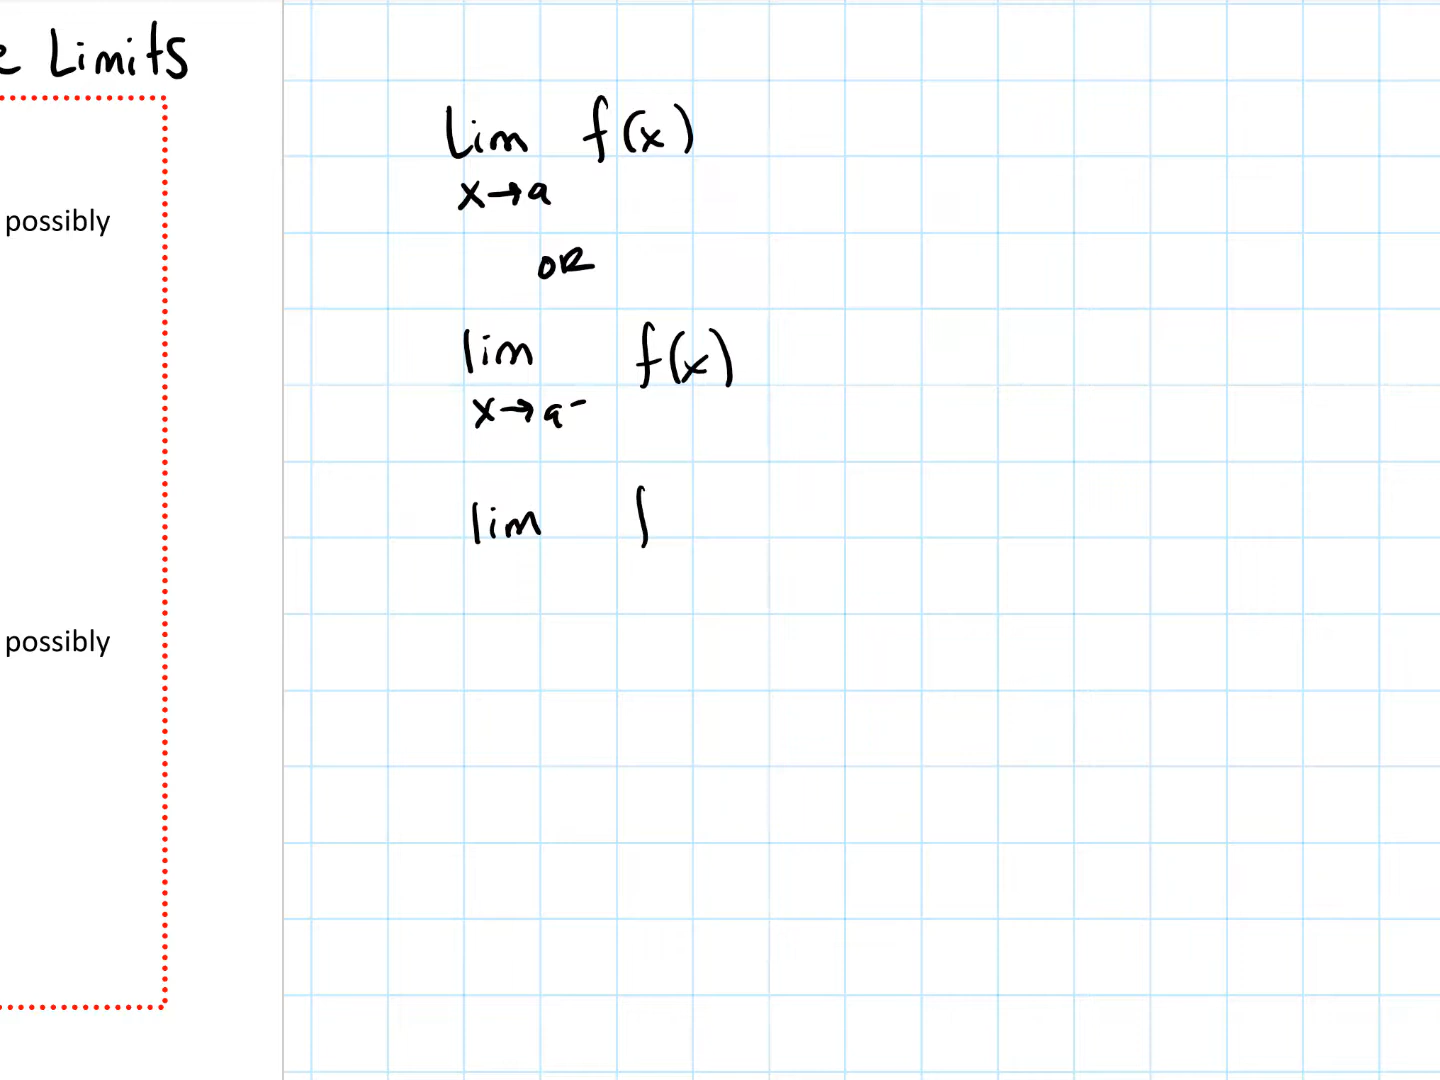 Limits
possibly
possibly
Lim f(x)
x→a
OR
lim f(x)
x→a⁻
lim